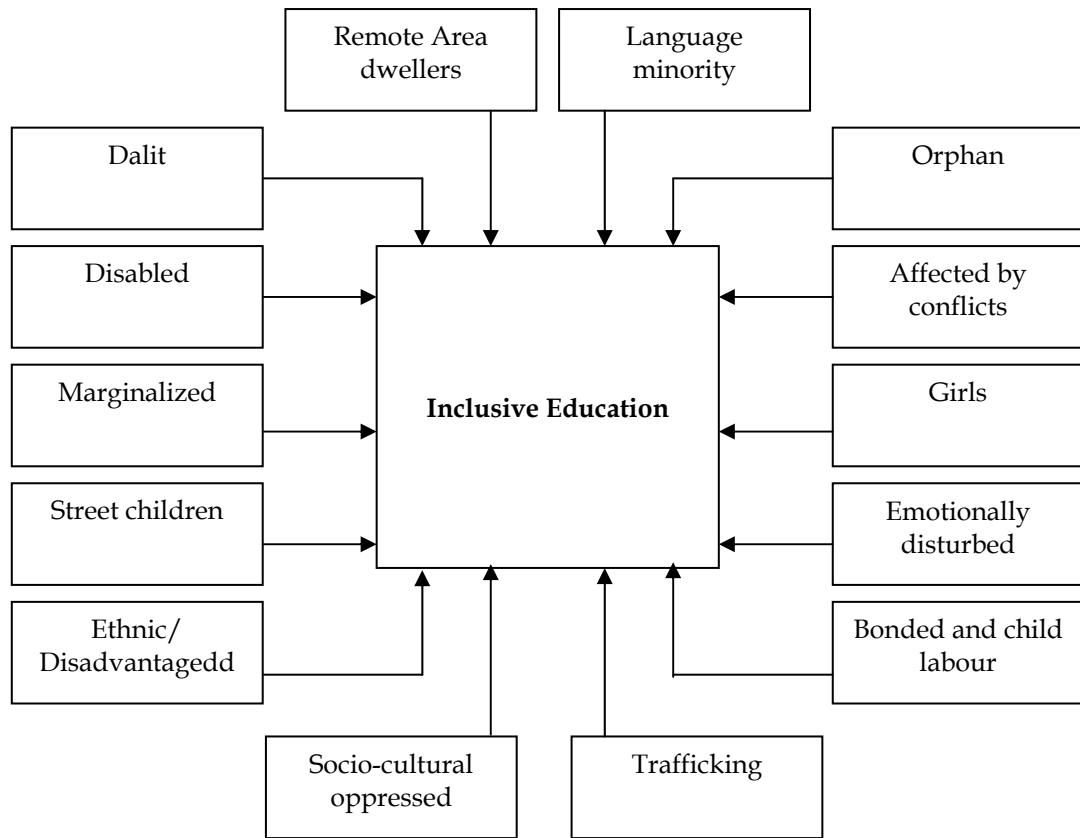 Remote Area
dwellers
Language
minority
Dalit
Orphan
Disabled
Affected by
conflicts
Marginalized
Inclusive Education
Girls
Street children
Emotionally
disturbed
Ethnic/
Disadvantagedd
Bonded and child
labour
Socio-cultural
oppressed
Trafficking